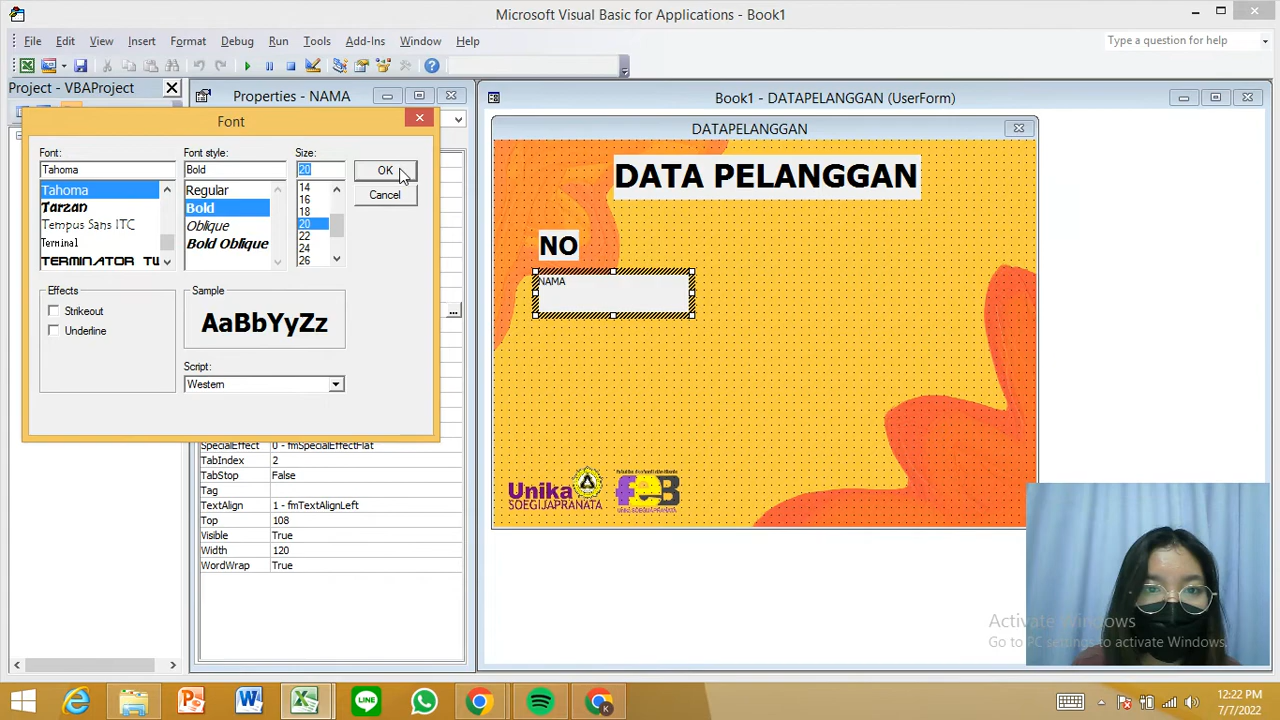 Microsoft Visual Basic for Applications - Book1
File Edit View Insert Format Debug Run Tools Add-Ins Window Help
Type a question for help
Project - VBAProject
Properties - NAMA
Book1 - DATAPELANGGAN (UserForm)
Font
DATAPELANGGAN
Font: Font style: Size:
Tahoma Bold 20 OK
Tahoma Regular 14
Tarzan Bold 16 Cancel
Tempus Sans ITC Oblique 18
Terminal Bold Oblique 20
TERMINATOR TW 22
24
26
DATA PELANGGAN
NO
NAMA
Effects
Strikeout
Underline
Sample
AaBbYyZz
Script:
Western
SpecialEffect 0 - fmSpecialEffectFlat
TabIndex 2
TabStop False
Tag
TextAlign 1 - fmTextAlignLeft
Top 108
Visible True
Width 120
WordWrap True
Unika
SOEGIJAPRANATA
feB
UNIKA SOEGIJAPRANATA
Activate Windows
Go to PC settings to activate Windows.
12:22 PM
7/7/2022